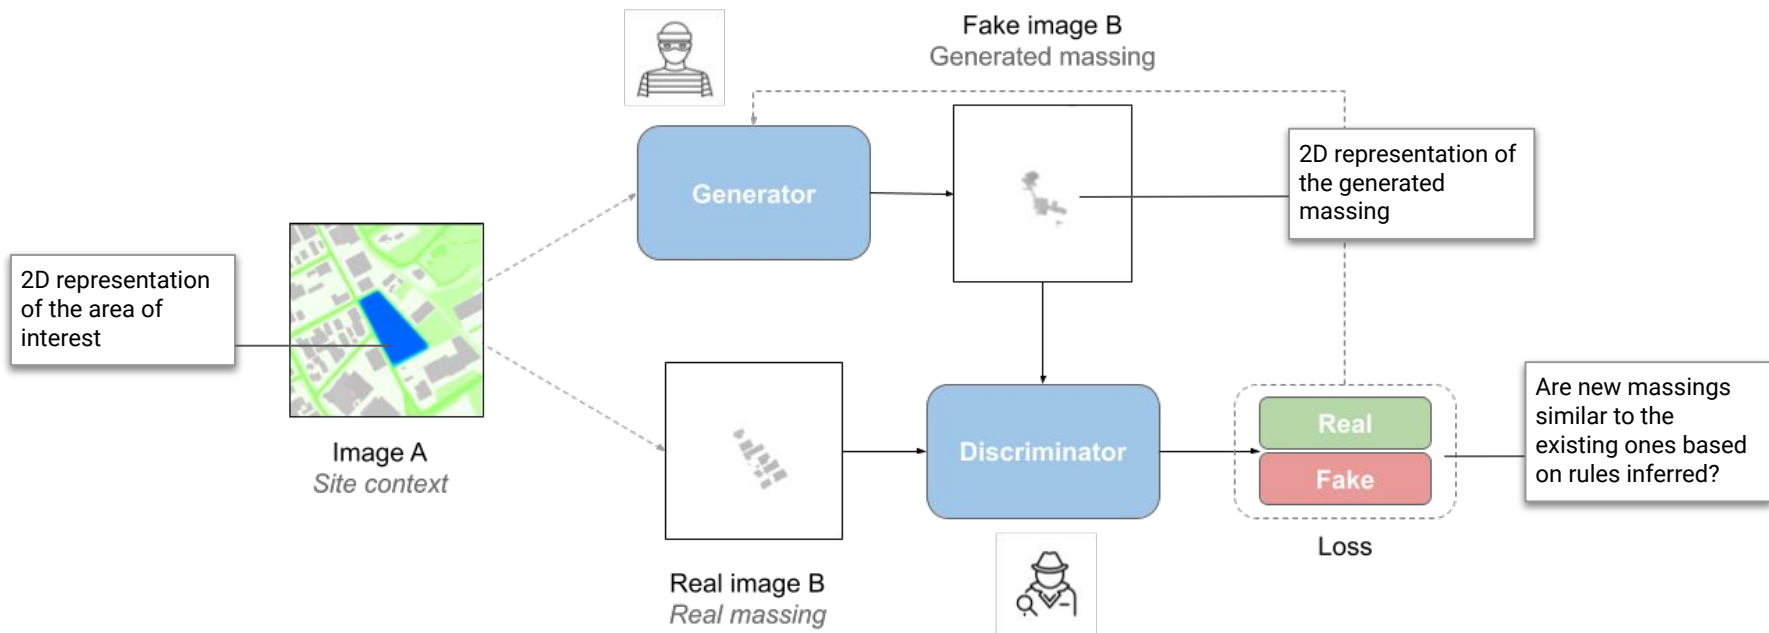 Fake image B
Generated massing
Generator
2D representation of
the generated
massing
2D representation
of the area of
interest
Image A
Site context
Real image B
Real massing
Discriminator
Real
Fake
Loss
Are new massings
similar to the
existing ones based
on rules inferred?